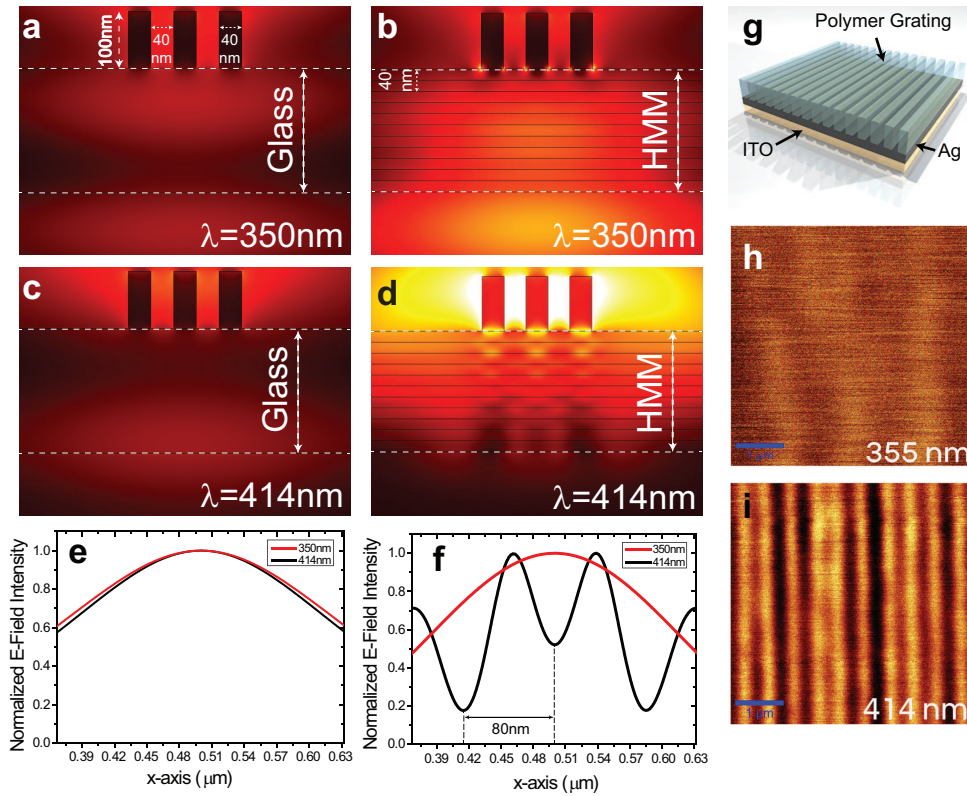 a
100nm
40
nm
40
nm
Glass
λ=350nm
b
40
nm
HMM
λ=350nm
c
Glass
λ=414nm
d
HMM
λ=414nm
e
350nm
414nm
Normalized E-Field Intensity
1.0
0.8
0.6
0.4
0.2
0.0
0.39
0.42
0.45
0.48
0.51
0.54
0.57
0.60
0.63
x-axis (μm)
f
350nm
414nm
Normalized E-Field Intensity
1.0
0.8
0.6
0.4
0.2
0.0
80nm
0.39
0.42
0.45
0.48
0.51
0.54
0.57
0.60
0.63
x-axis (μm)
g
Polymer Grating
ITO
Ag
h
1 μm
355 nm
i
1 μm
414 nm